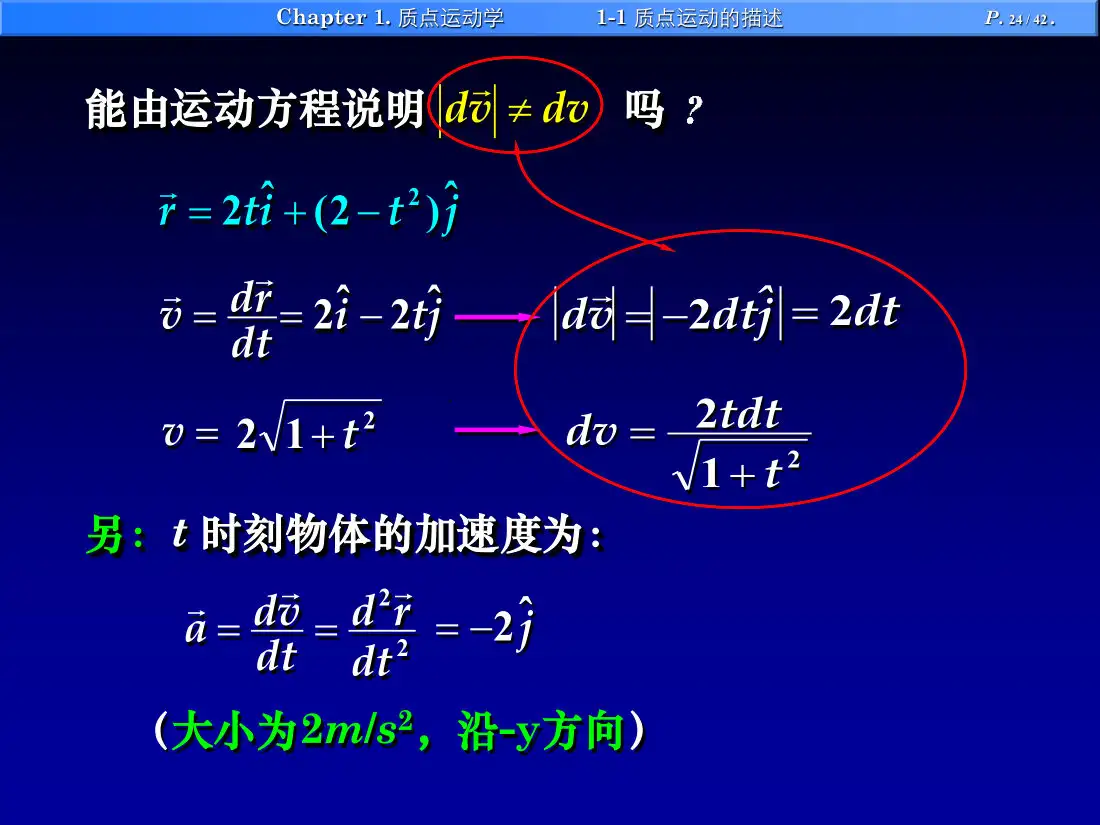 Chapter 1. 质点运动学 1-1 质点运动的描述 P. 24 / 42 .
能由运动方程说明 |dv⃗| ≠ dv 吗 ?
r⃗ = 2tî + (2 − t²)ĵ
v⃗ = dr⃗/dt = 2î − 2tĵ → |dv⃗| = |−2dtĵ| = 2dt
v = 2√(1 + t²) → dv = 2tdt/√(1 + t²)
另: t 时刻物体的加速度为:
a⃗ = dv⃗/dt = d²r⃗/dt² = −2ĵ
(大小为2m/s², 沿-y方向)